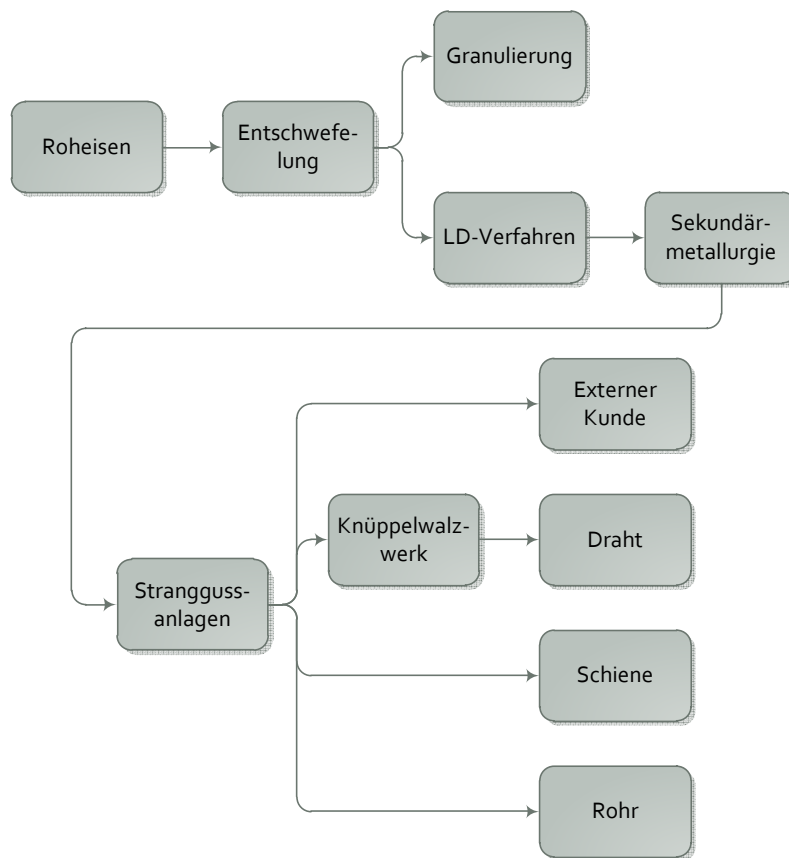 Granulierung
Roheisen
Entschwefe-
lung
LD-Verfahren
Sekundär-
metallurgie
Externer
Kunde
Knüppelwalz-
werk
Draht
Strangguss-
anlagen
Schiene
Rohr